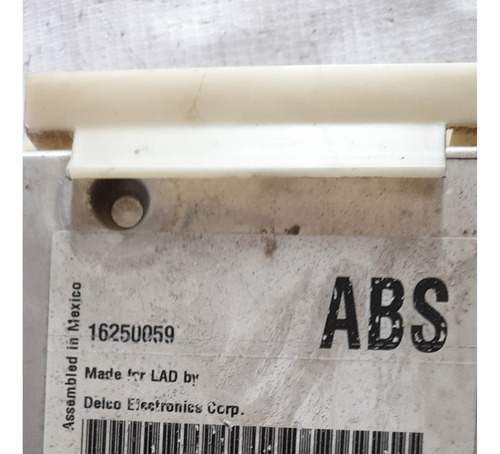 ABS
Assembled in Mexico
16250059
Made for LAD by
Delco Electronics Corp.